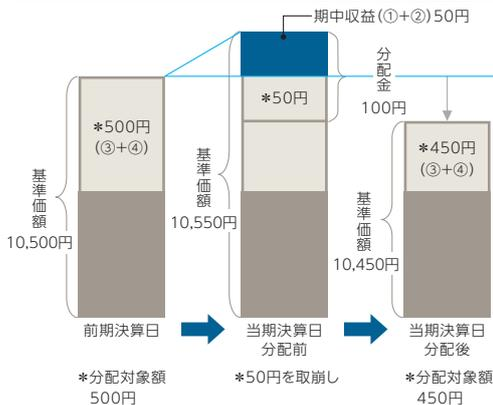 期中収益(①+②)50円
分配金
100円
*500円
(③+④)
基準価額
10,500円
*50円
基準価額
10,550円
*450円
(③+④)
基準価額
10,450円
前期決算日
当期決算日
分配前
当期決算日
分配後
*分配対象額
500円
*50円を取崩し
*分配対象額
450円